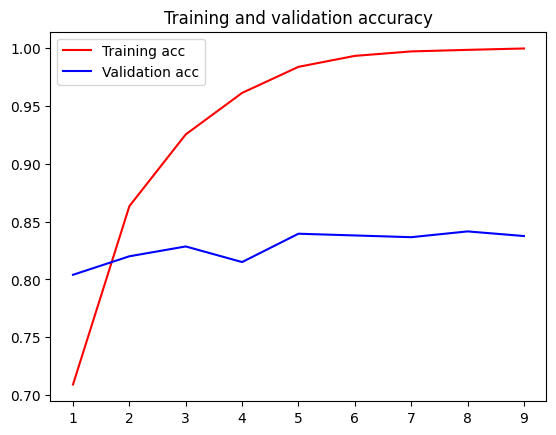 Training and validation accuracy
Training acc
Validation acc
1.00
0.95
0.90
0.85
0.80
0.75
0.70
1 2 3 4 5 6 7 8 9